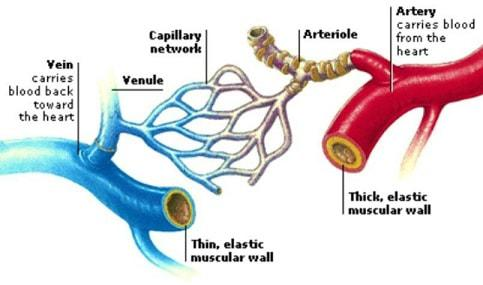 Vein
carries
blood back
toward
the heart
Venule
Capillary
network
Arteriole
Artery
carries blood
from the
heart
Thick, elastic
muscular wall
Thin, elastic
muscular wall